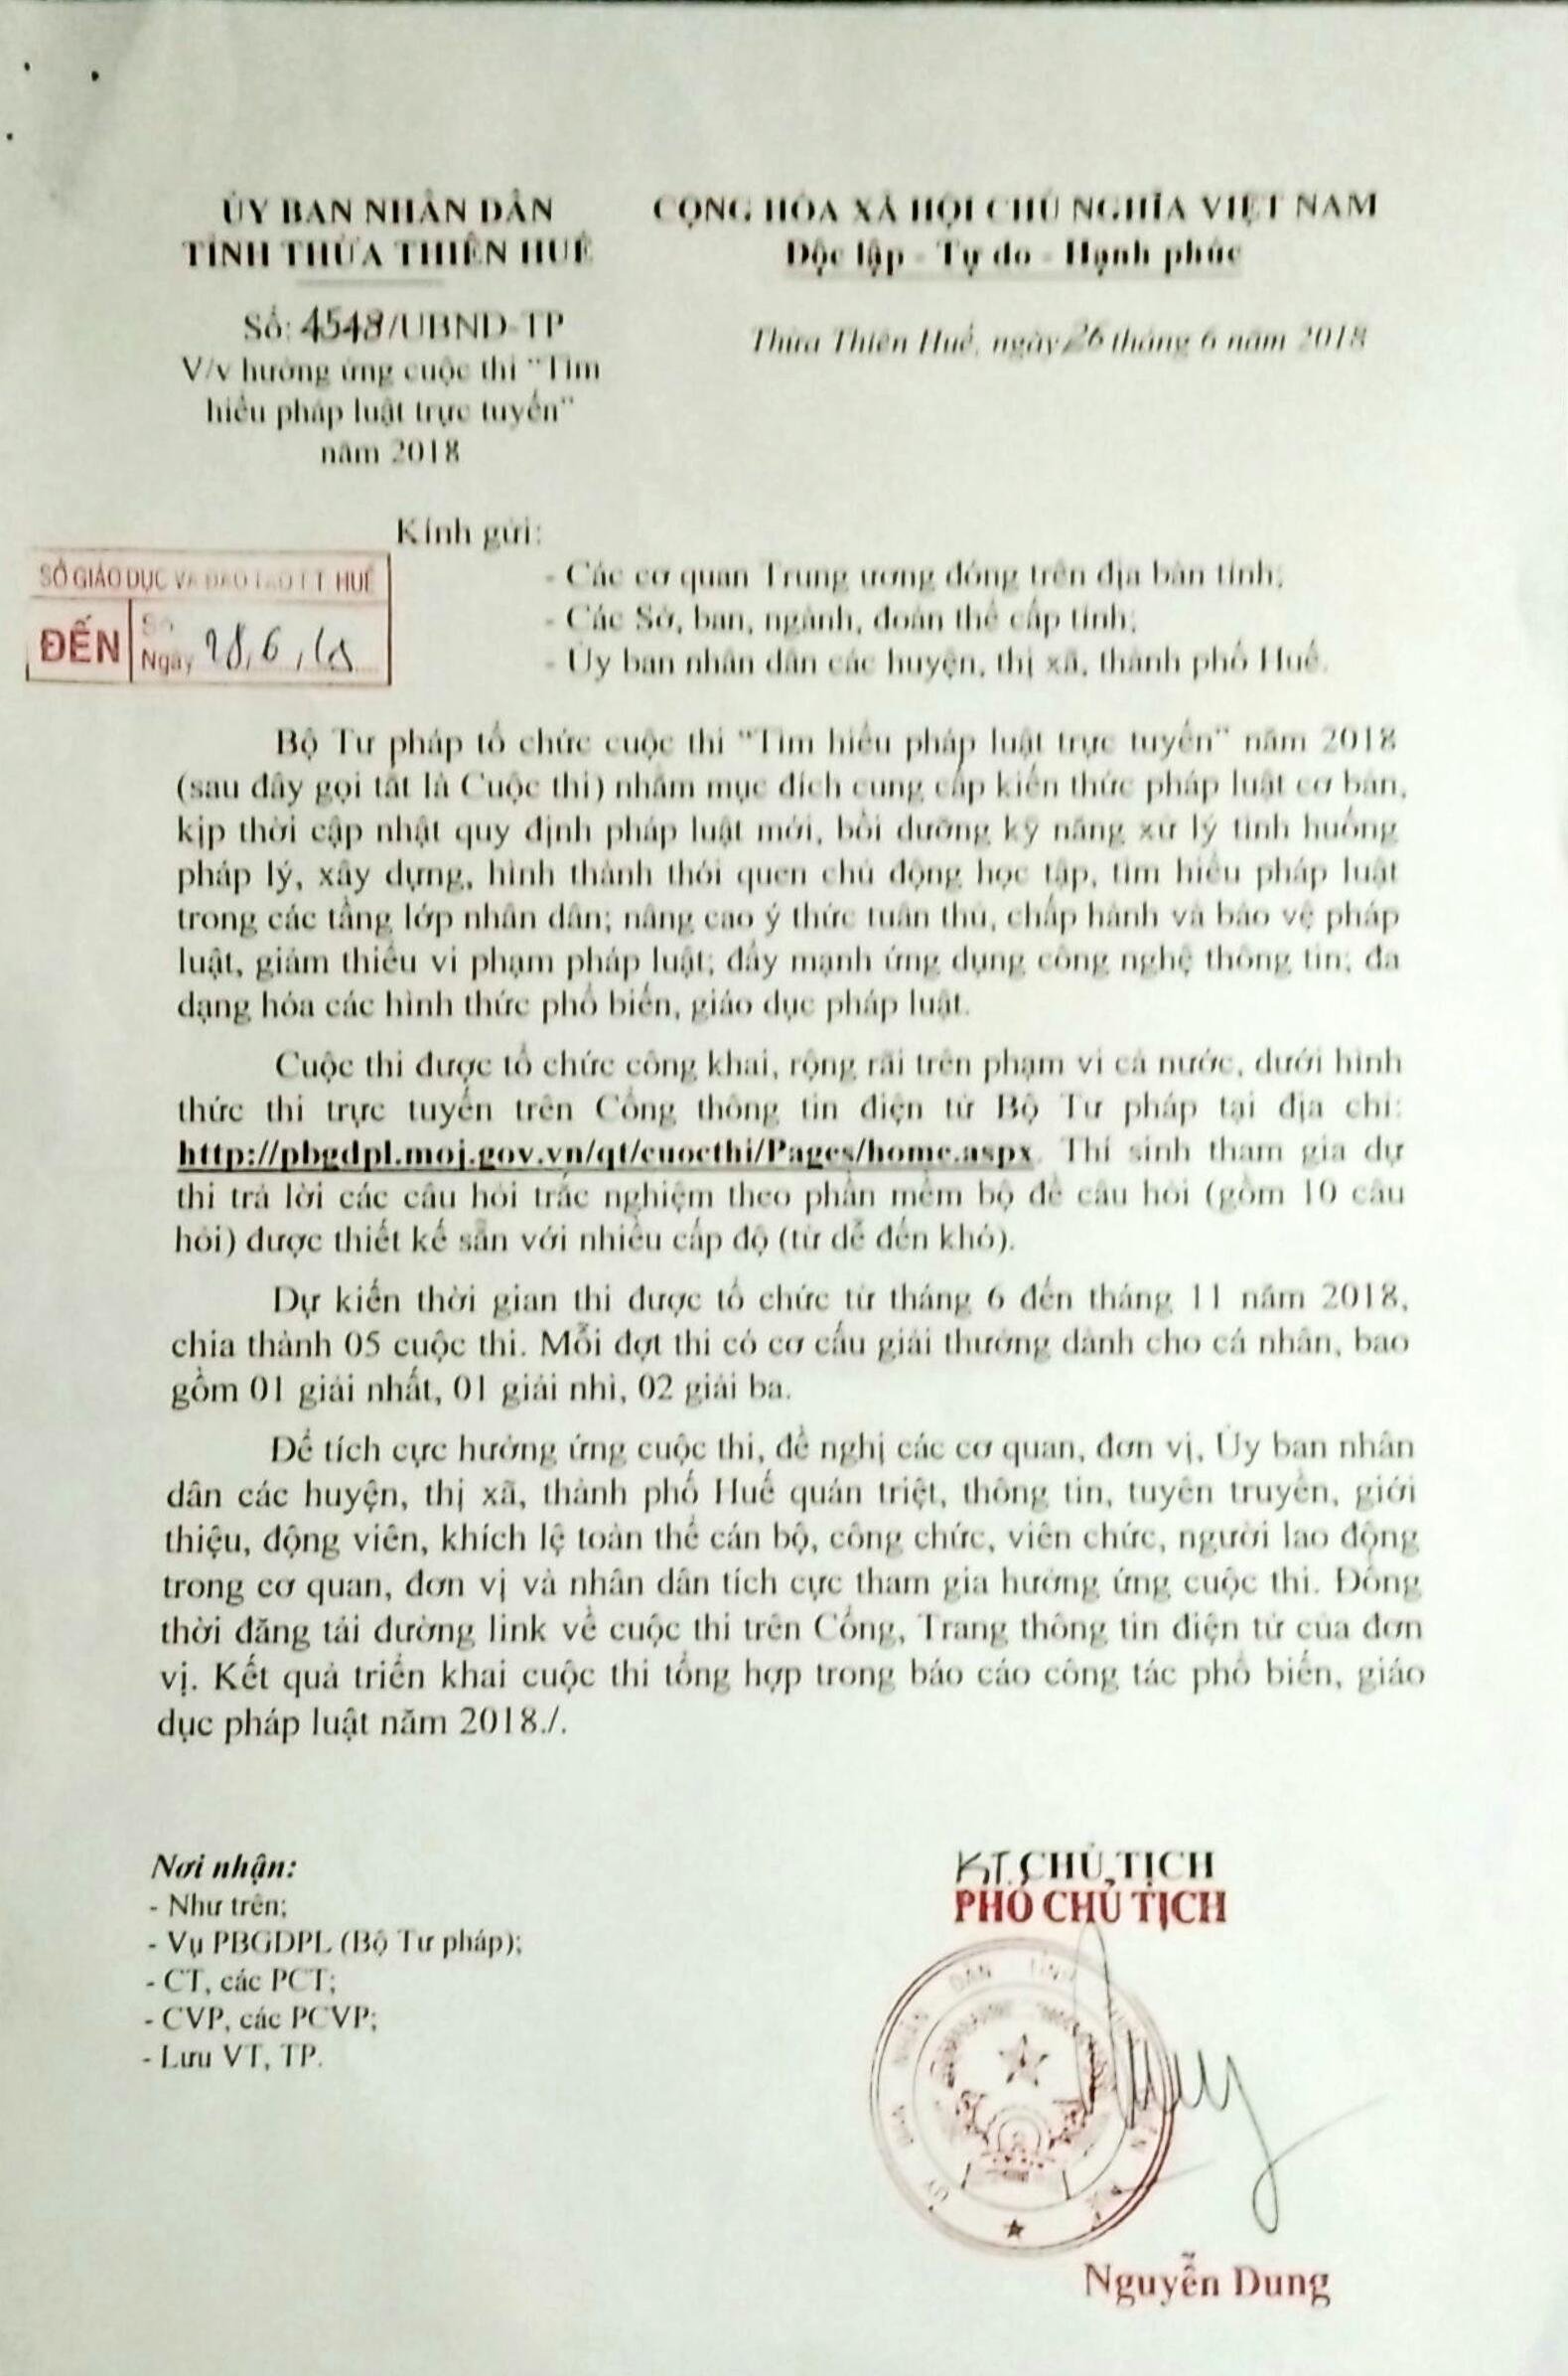 ỦY BAN NHÂN DÂN
TỈNH THỪA THIÊN HUẾ
CỘNG HÒA XÃ HỘI CHỦ NGHĨA VIỆT NAM
Độc lập - Tự do - Hạnh phúc
Số: 4548/UBND-TP
V/v hưởng ứng cuộc thi "Tìm
hiểu pháp luật trực tuyến"
năm 2018
Thừa Thiên Huế, ngày 26 tháng 6 năm 2018
Kính gửi:
- Các cơ quan Trung ương đóng trên địa bàn tỉnh;
- Các Sở, ban, ngành, đoàn thể cấp tỉnh;
- Ủy ban nhân dân các huyện, thị xã, thành phố Huế.
SỞ GIÁO DỤC VÀ ĐÀO TẠO T.T. HUẾ
ĐẾN
Số
Ngày 28/6/18
Bộ Tư pháp tổ chức cuộc thi "Tìm hiểu pháp luật trực tuyến" năm 2018
(sau đây gọi tắt là Cuộc thi) nhằm mục đích cung cấp kiến thức pháp luật cơ bản,
kịp thời cập nhật quy định pháp luật mới, bồi dưỡng kỹ năng xử lý tình huống
pháp lý, xây dựng, hình thành thói quen chủ động học tập, tìm hiểu pháp luật
trong các tầng lớp nhân dân; nâng cao ý thức tuân thủ, chấp hành và bảo vệ pháp
luật, giảm thiểu vi phạm pháp luật; đẩy mạnh ứng dụng công nghệ thông tin; đa
dạng hóa các hình thức phổ biến, giáo dục pháp luật.
Cuộc thi được tổ chức công khai, rộng rãi trên phạm vi cả nước, dưới hình
thức thi trực tuyến trên Cổng thông tin điện tử Bộ Tư pháp tại địa chỉ:
http://pbgdpl.moj.gov.vn/qt/cuocthi/Pages/home.aspx. Thí sinh tham gia dự
thi trả lời các câu hỏi trắc nghiệm theo phần mềm bộ đề câu hỏi (gồm 10 câu
hỏi) được thiết kế sẵn với nhiều cấp độ (từ dễ đến khó).
Dự kiến thời gian thi được tổ chức từ tháng 6 đến tháng 11 năm 2018,
chia thành 05 cuộc thi. Mỗi đợt thi có cơ cấu giải thưởng dành cho cá nhân, bao
gồm 01 giải nhất, 01 giải nhì, 02 giải ba.
Để tích cực hưởng ứng cuộc thi, đề nghị các cơ quan, đơn vị, Ủy ban nhân
dân các huyện, thị xã, thành phố Huế quán triệt, thông tin, tuyên truyền, giới
thiệu, động viên, khích lệ toàn thể cán bộ, công chức, viên chức, người lao động
trong cơ quan, đơn vị và nhân dân tích cực tham gia hưởng ứng cuộc thi. Đồng
thời đăng tải đường link về cuộc thi trên Cổng, Trang thông tin điện tử của đơn
vị. Kết quả triển khai cuộc thi tổng hợp trong báo cáo công tác phổ biến, giáo
dục pháp luật năm 2018./.
Nơi nhận:
- Như trên;
- Vụ PBGDPL (Bộ Tư pháp);
- CT, các PCT;
- CVP, các PCVP;
- Lưu VT, TP.
KT. CHỦ TỊCH
PHÓ CHỦ TỊCH
Nguyễn Dung